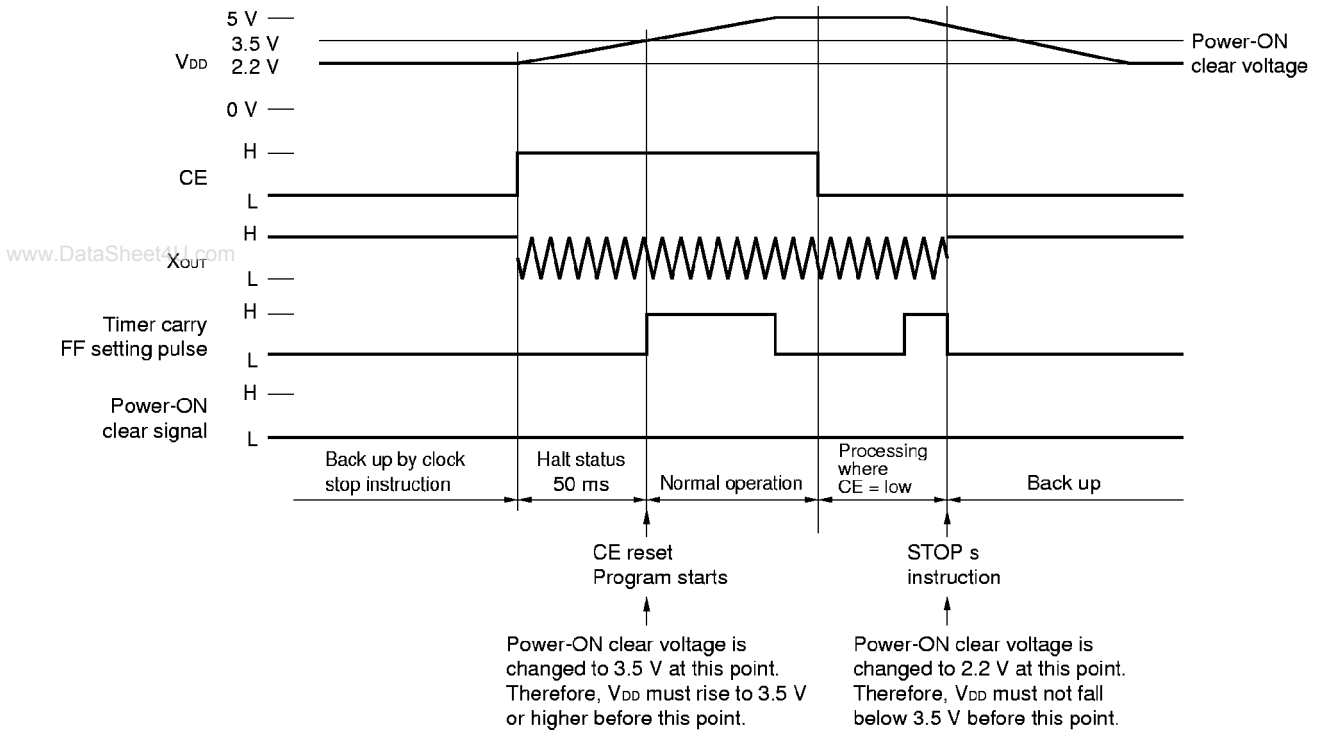 5 V
3.5 V
VDD 2.2 V
Power-ON
clear voltage
0 V
H
CE
L
H
www.DataSheet4U.com
XOUT
L
H
Timer carry
FF setting pulse
L
H
Power-ON
clear signal
L
Back up by clock
stop instruction
Halt status
50 ms
Normal operation
Processing
where
CE = low
Back up
CE reset
Program starts
STOP s
instruction
Power-ON clear voltage is
changed to 3.5 V at this point.
Therefore, VDD must rise to 3.5 V
or higher before this point.
Power-ON clear voltage is
changed to 2.2 V at this point.
Therefore, VDD must not fall
below 3.5 V before this point.